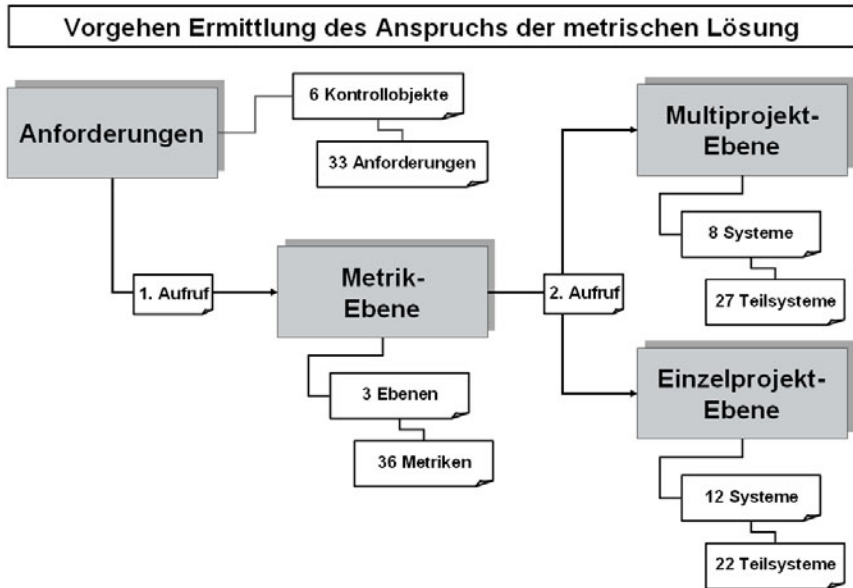 Vorgehen Ermittlung des Anspruchs der metrischen Lösung
Anforderungen
6 Kontrollobjekte
33 Anforderungen
1. Aufruf
Metrik-
Ebene
3 Ebenen
36 Metriken
2. Aufruf
Multiprojekt-
Ebene
8 Systeme
27 Teilsysteme
Einzelprojekt-
Ebene
12 Systeme
22 Teilsysteme